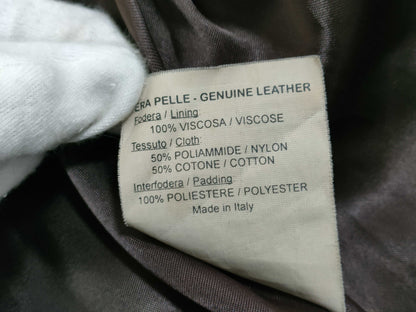 ERA PELLE - GENUINE LEATHER
Fodera / Lining:
100% VISCOSA / VISCOSE
Tessuto / Cloth:
50% POLIAMMIDE / NYLON
50% COTONE / COTTON
Interfodera / Padding:
100% POLIESTERE / POLYESTER
Made in Italy